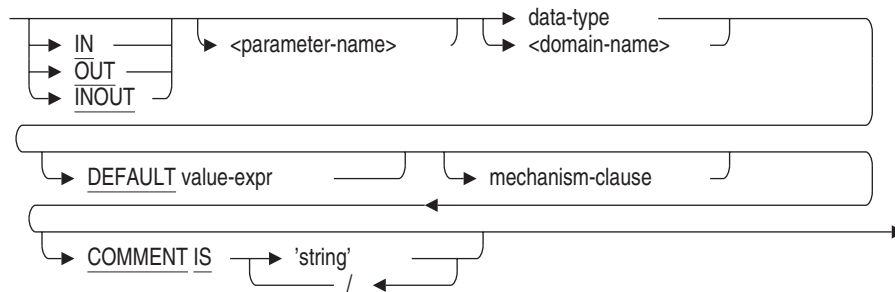 data-type
IN <parameter-name> <domain-name>
OUT
INOUT
DEFAULT value-expr mechanism-clause
COMMENT IS 'string'
/